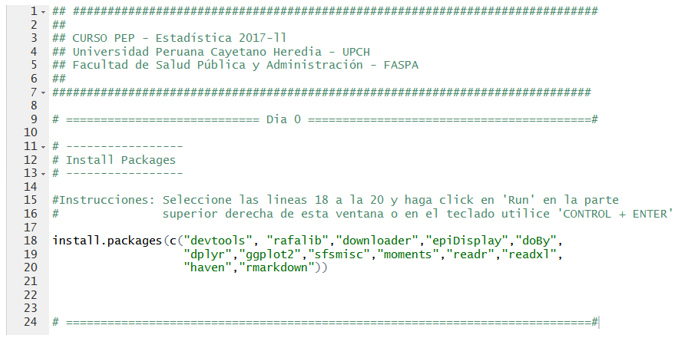 1 ## ############################################################################
2 ##
3 ## CURSO PEP - Estadística 2017-ll
4 ## Universidad Peruana Cayetano Heredia - UPCH
5 ## Facultad de Salud Pública y Administración - FASPA
6 ##
7 ##############################################################################
8
9 # ============================ Dia 0 =========================================#
10
11 # -----------------
12 # Install Packages
13 # -----------------
14
15 #Instrucciones: Seleccione las lineas 18 a la 20 y haga click en 'Run' en la parte
16 #               superior derecha de esta ventana o en el teclado utilice 'CONTROL + ENTER'
17
18 install.packages(c("devtools", "rafalib","downloader","epiDisplay","doBy",
19                    "dplyr","ggplot2","sfsmisc","moments","readr","readxl",
20                    "haven","rmarkdown"))
21
22
23
24 # ============================================================================#